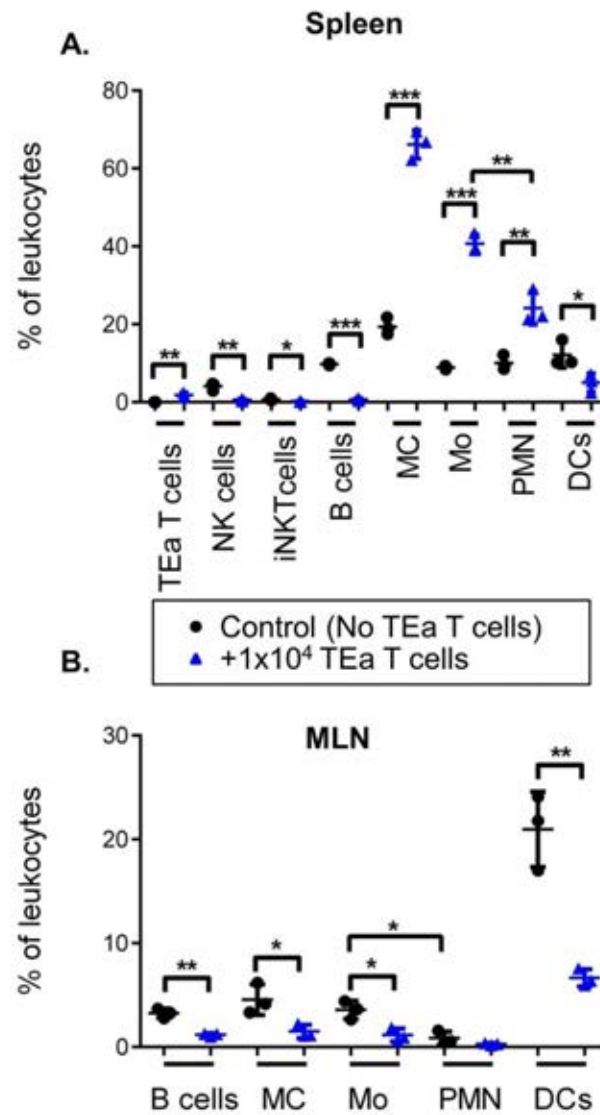 Spleen
A.
% of leukocytes
80
60
40
20
0
**
**
*
***
***
***
**
**
*
TEa T cells
NK cells
iNKTcells
B cells
MC
Mo
PMN
DCs
Control (No TEa T cells)
+1x10⁴ TEa T cells
B.
MLN
% of leukocytes
30
20
10
0
**
*
*
*
**
B cells
MC
Mo
PMN
DCs